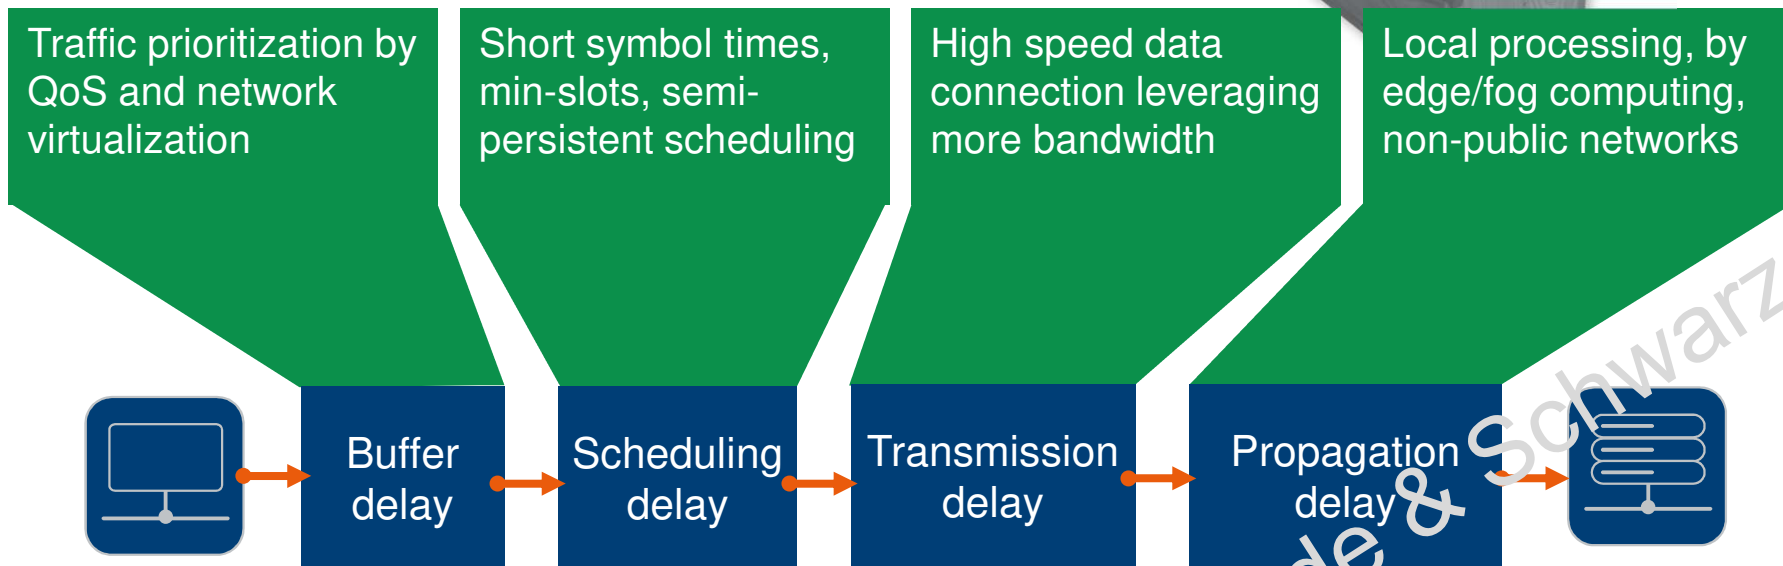 Traffic prioritization by
QoS and network
virtualization
Short symbol times,
min-slots, semi-
persistent scheduling
High speed data
connection leveraging
more bandwidth
Local processing, by
edge/fog computing,
non-public networks
Buffer
delay
Scheduling
delay
Transmission
delay
Propagation
delay
de & Schwarz